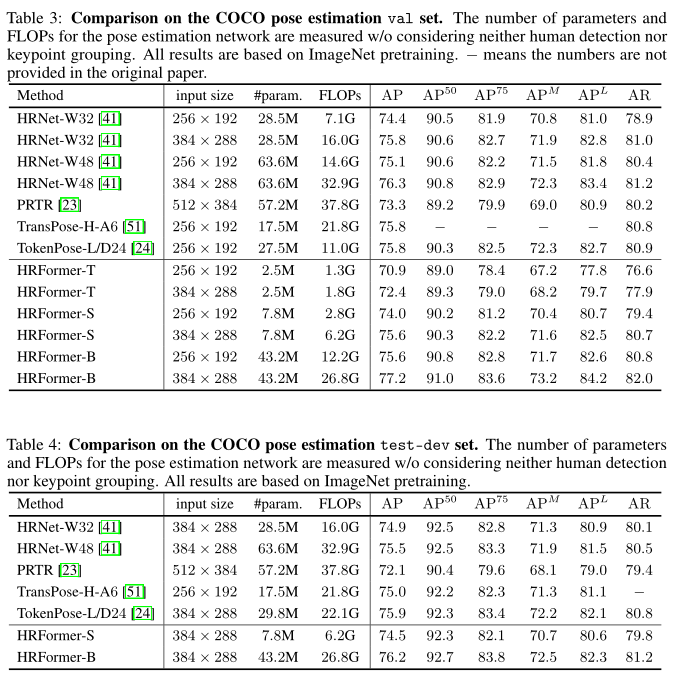 Table 3: Comparison on the COCO pose estimation val set. The number of parameters and
FLOPs for the pose estimation network are measured w/o considering neither human detection nor
keypoint grouping. All results are based on ImageNet pretraining. − means the numbers are not
provided in the original paper.
Method input size #param. FLOPs AP AP^50 AP^75 AP^M AP^L AR
HRNet-W32 [41] 256 × 192 28.5M 7.1G 74.4 90.5 81.9 70.8 81.0 78.9
HRNet-W32 [41] 384 × 288 28.5M 16.0G 75.8 90.6 82.7 71.9 82.8 81.0
HRNet-W48 [41] 256 × 192 63.6M 14.6G 75.1 90.6 82.2 71.5 81.8 80.4
HRNet-W48 [41] 384 × 288 63.6M 32.9G 76.3 90.8 82.9 72.3 83.4 81.2
PRTR [23] 512 × 384 57.2M 37.8G 73.3 89.2 79.9 69.0 80.9 80.2
TransPose-H-A6 [51] 256 × 192 17.5M 21.8G 75.8 − − − − 80.8
TokenPose-L/D24 [24] 256 × 192 27.5M 11.0G 75.8 90.3 82.5 72.3 82.7 80.9
HRFormer-T 256 × 192 2.5M 1.3G 70.9 89.0 78.4 67.2 77.8 76.6
HRFormer-T 384 × 288 2.5M 1.8G 72.4 89.3 79.0 68.2 79.7 77.9
HRFormer-S 256 × 192 7.8M 2.8G 74.0 90.2 81.2 70.4 80.7 79.4
HRFormer-S 384 × 288 7.8M 6.2G 75.6 90.3 82.2 71.6 82.5 80.7
HRFormer-B 256 × 192 43.2M 12.2G 75.6 90.8 82.8 71.7 82.6 80.8
HRFormer-B 384 × 288 43.2M 26.8G 77.2 91.0 83.6 73.2 84.2 82.0
Table 4: Comparison on the COCO pose estimation test-dev set. The number of parameters
and FLOPs for the pose estimation network are measured w/o considering neither human detection
nor keypoint grouping. All results are based on ImageNet pretraining.
Method input size #param. FLOPs AP AP^50 AP^75 AP^M AP^L AR
HRNet-W32 [41] 384 × 288 28.5M 16.0G 74.9 92.5 82.8 71.3 80.9 80.1
HRNet-W48 [41] 384 × 288 63.6M 32.9G 75.5 92.5 83.3 71.9 81.5 80.5
PRTR [23] 512 × 384 57.2M 37.8G 72.1 90.4 79.6 68.1 79.0 79.4
TransPose-H-A6 [51] 256 × 192 17.5M 21.8G 75.0 92.2 82.3 71.3 81.1 −
TokenPose-L/D24 [24] 384 × 288 29.8M 22.1G 75.9 92.3 83.4 72.2 82.1 80.8
HRFormer-S 384 × 288 7.8M 6.2G 74.5 92.3 82.1 70.7 80.6 79.8
HRFormer-B 384 × 288 43.2M 26.8G 76.2 92.7 83.8 72.5 82.3 81.2